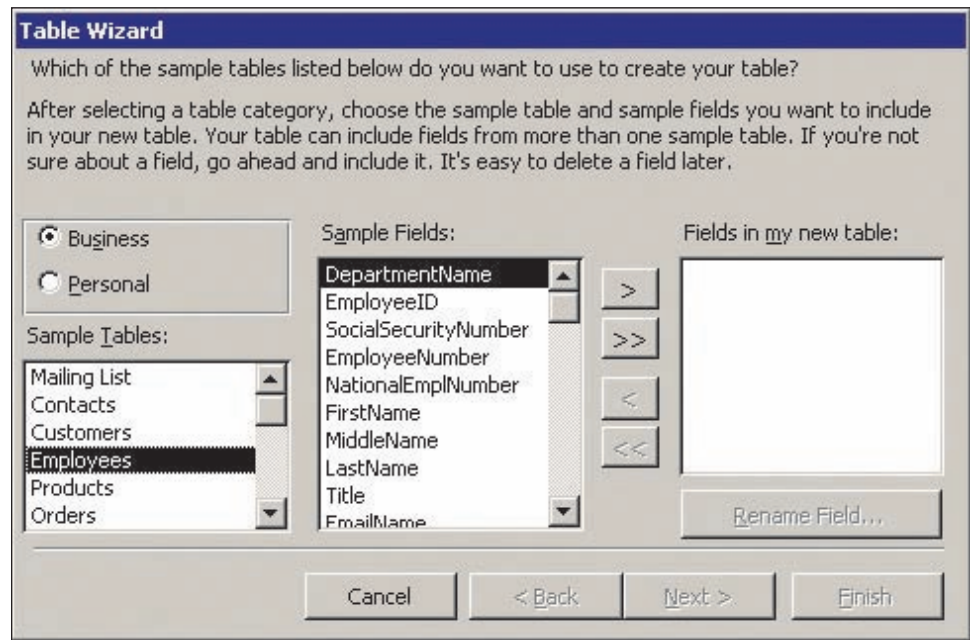 Table Wizard
Which of the sample tables listed below do you want to use to create your table?
After selecting a table category, choose the sample table and sample fields you want to include
in your new table. Your table can include fields from more than one sample table. If you're not
sure about a field, go ahead and include it. It's easy to delete a field later.
Business
Personal
Sample Tables:
Mailing List
Contacts
Customers
Employees
Products
Orders
Sample Fields:
DepartmentName
EmployeeID
SocialSecurityNumber
EmployeeNumber
NationalEmplNumber
FirstName
MiddleName
LastName
Title
EmailName
>
>>
<
<<
Fields in my new table:
Rename Field...
Cancel
< Back
Next >
Finish